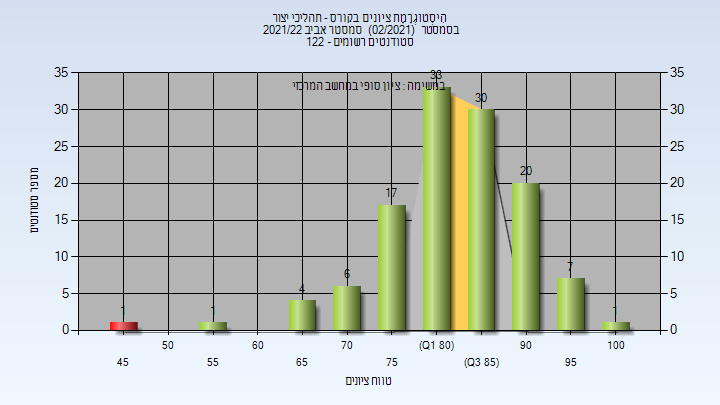 היסטוגרמת ציונים בקורס - תהליכי יצור
בסמסטר (02/2021) סמסטר אביב 2021/22
סטודנטים רשומים - 122
במשימה : ציון סופי במחשב המרכזי
35 35
30 30
25 25
20 20
15 15
10 10
5 5
0 0
1 1 4 6 17 33 30 20 7 1
מספר סטודנטים
50 60 70 (Q1 80) 90 100
45 55 65 75 (Q3 85) 95
טווח ציונים